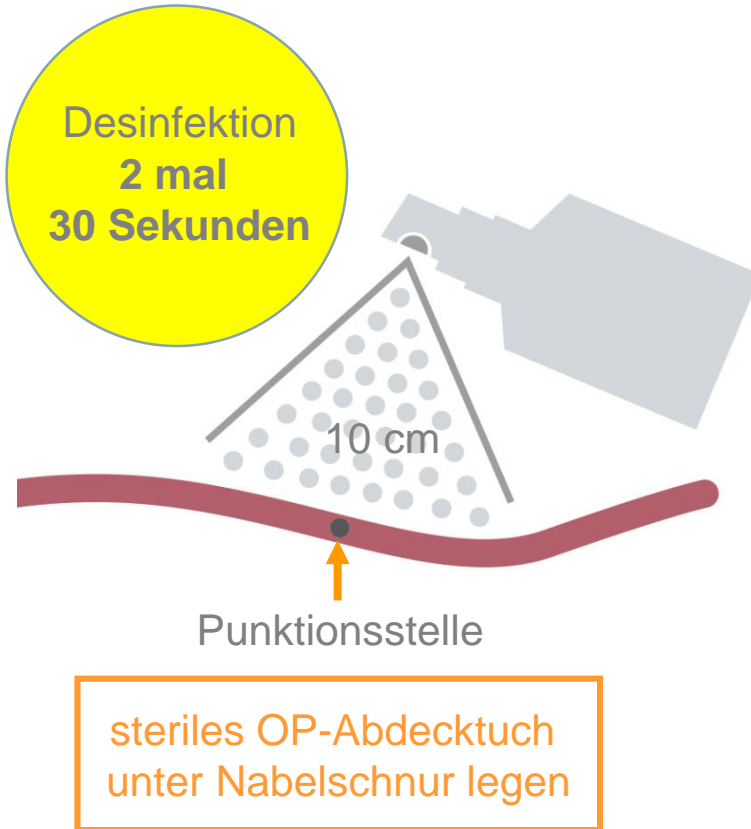 Desinfektion
2 mal
30 Sekunden
10 cm
Punktionsstelle
steriles OP-Abdecktuch
unter Nabelschnur legen